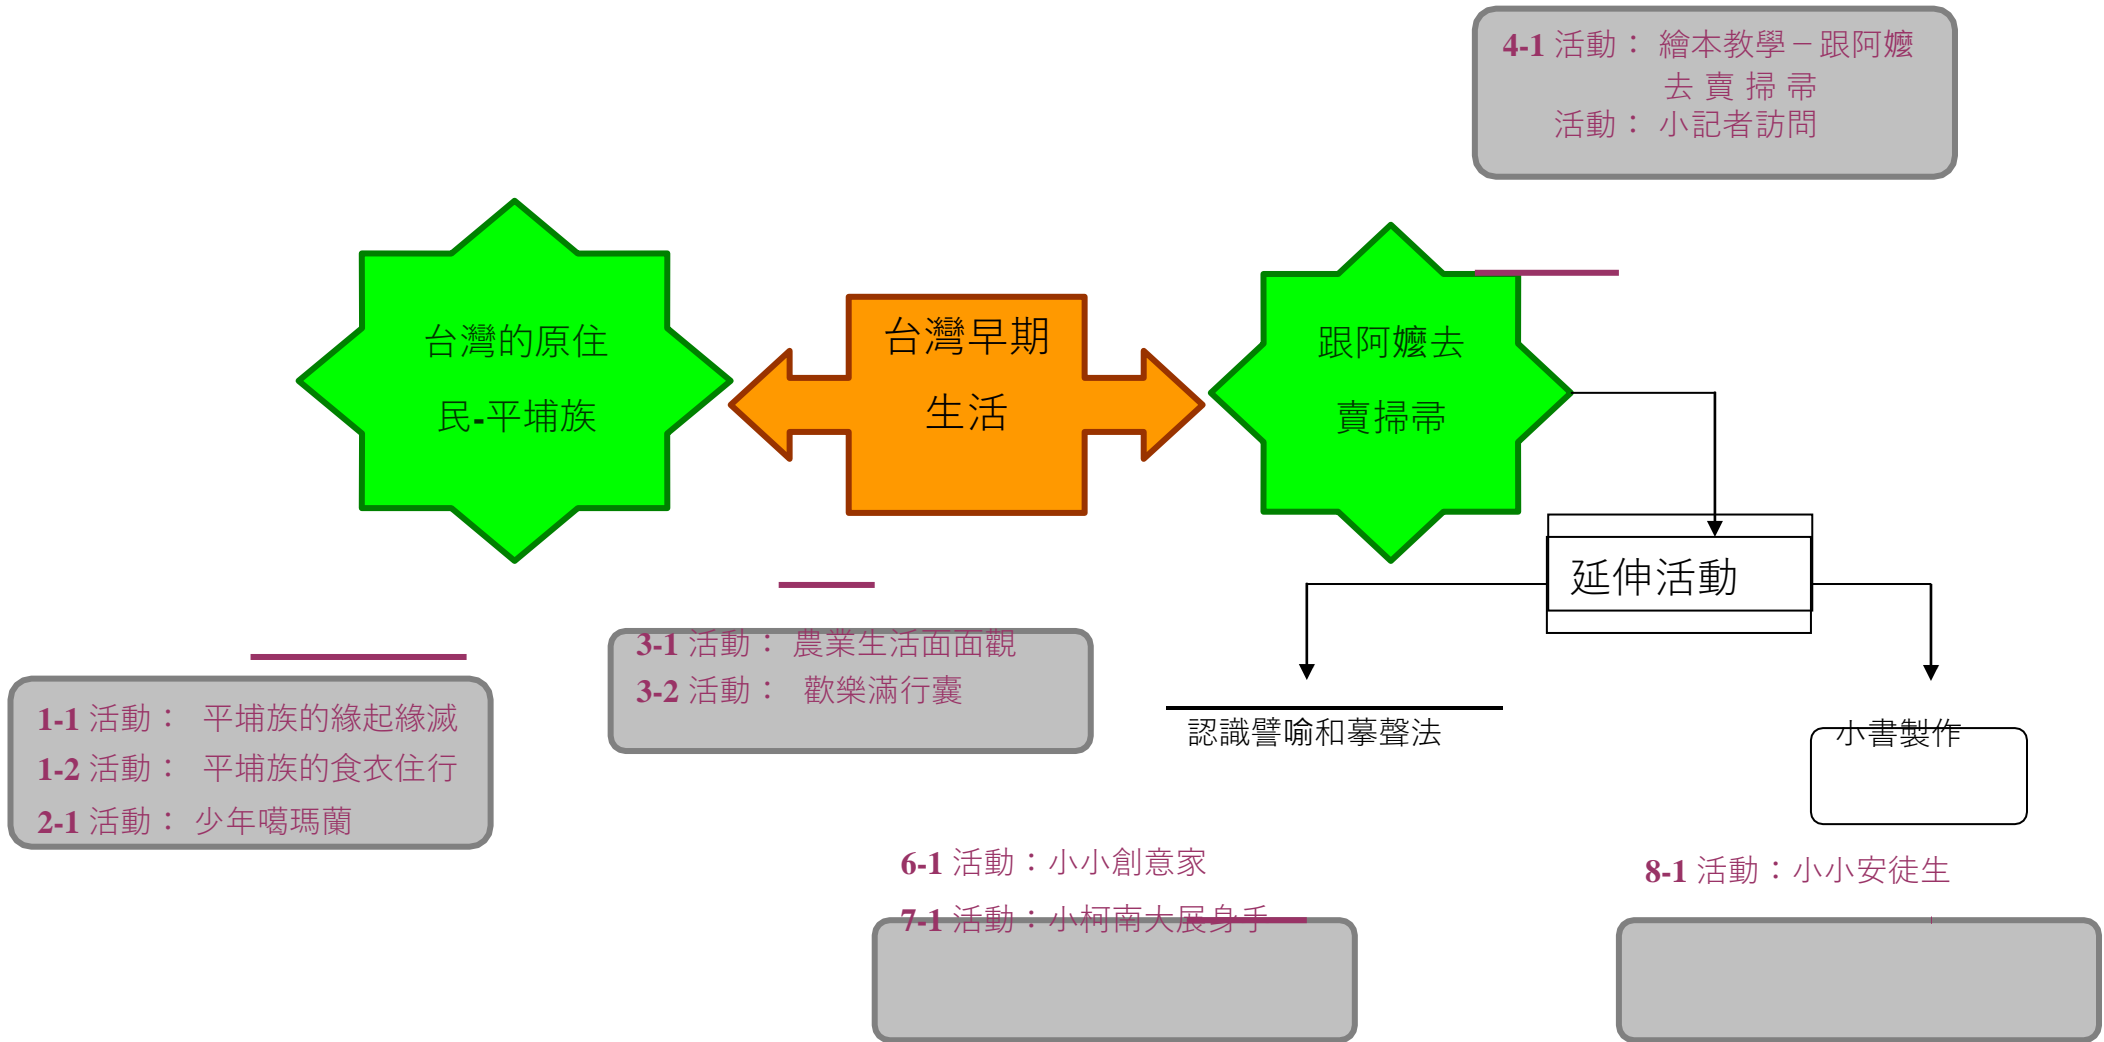 4-1 活動： 繪本教學－跟阿嬤
去賣掃帚
活動： 小記者訪問
台灣的原住
民-平埔族
台灣早期
生活
跟阿嬤去
賣掃帚
延伸活動
3-1 活動： 農業生活面面觀
3-2 活動： 歡樂滿行囊
1-1 活動： 平埔族的緣起緣滅
1-2 活動： 平埔族的食衣住行
2-1 活動： 少年噶瑪蘭
認識譬喻和摹聲法
小書製作
6-1 活動：小小創意家
7-1 活動：小柯南大展身手
8-1 活動：小小安徒生